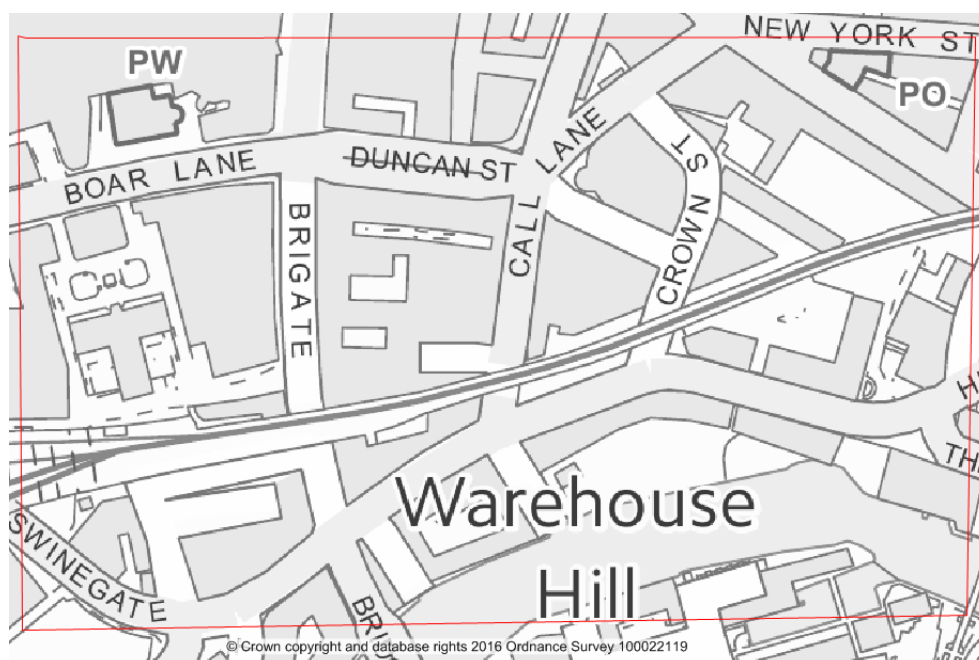 NEW YORK ST
PW
PO
BOAR LANE
DUNCAN ST
CALL LANE
CROWN ST
BRIGATE
Warehouse
Hill
SWINEGATE
TH
© Crown copyright and database rights 2016 Ordnance Survey 100022119